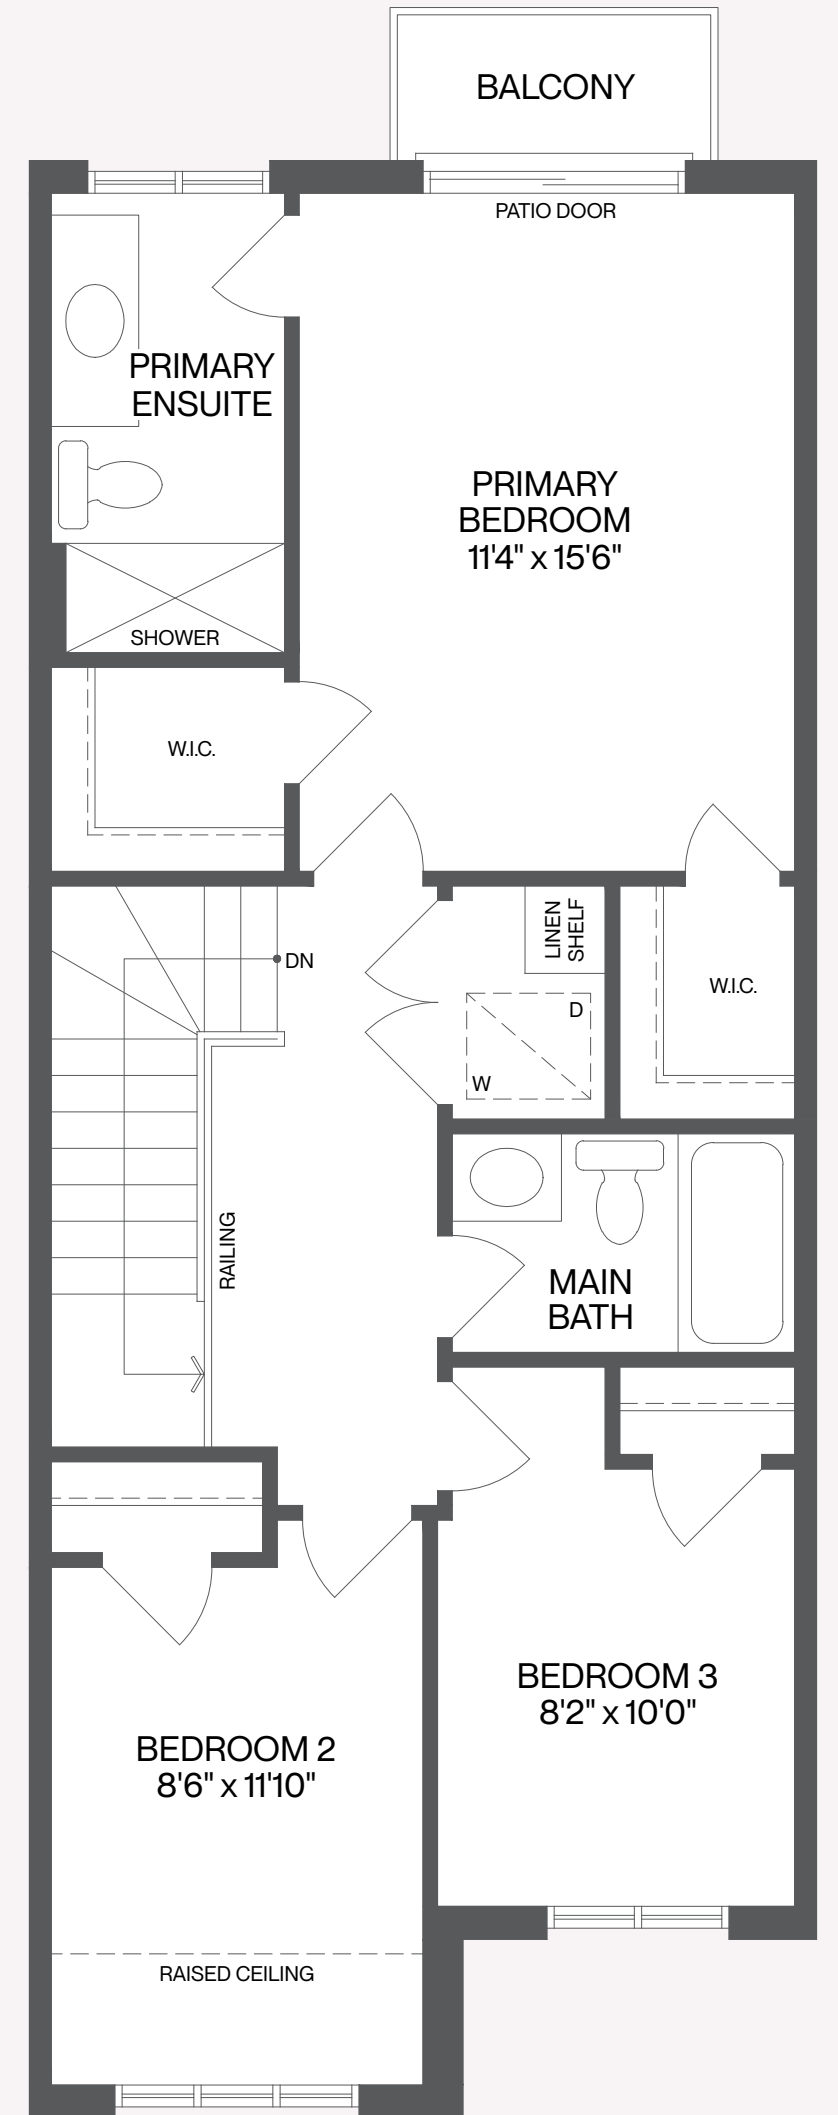 BALCONY
PATIO DOOR
PRIMARY
ENSUITE
PRIMARY
BEDROOM
11'4" x 15'6"
SHOWER
W.I.C.
LINEN
SHELF
DN
W.I.C.
D
W
RAILING
MAIN
BATH
BEDROOM 3
8'2" x 10'0"
BEDROOM 2
8'6" x 11'10"
RAISED CEILING